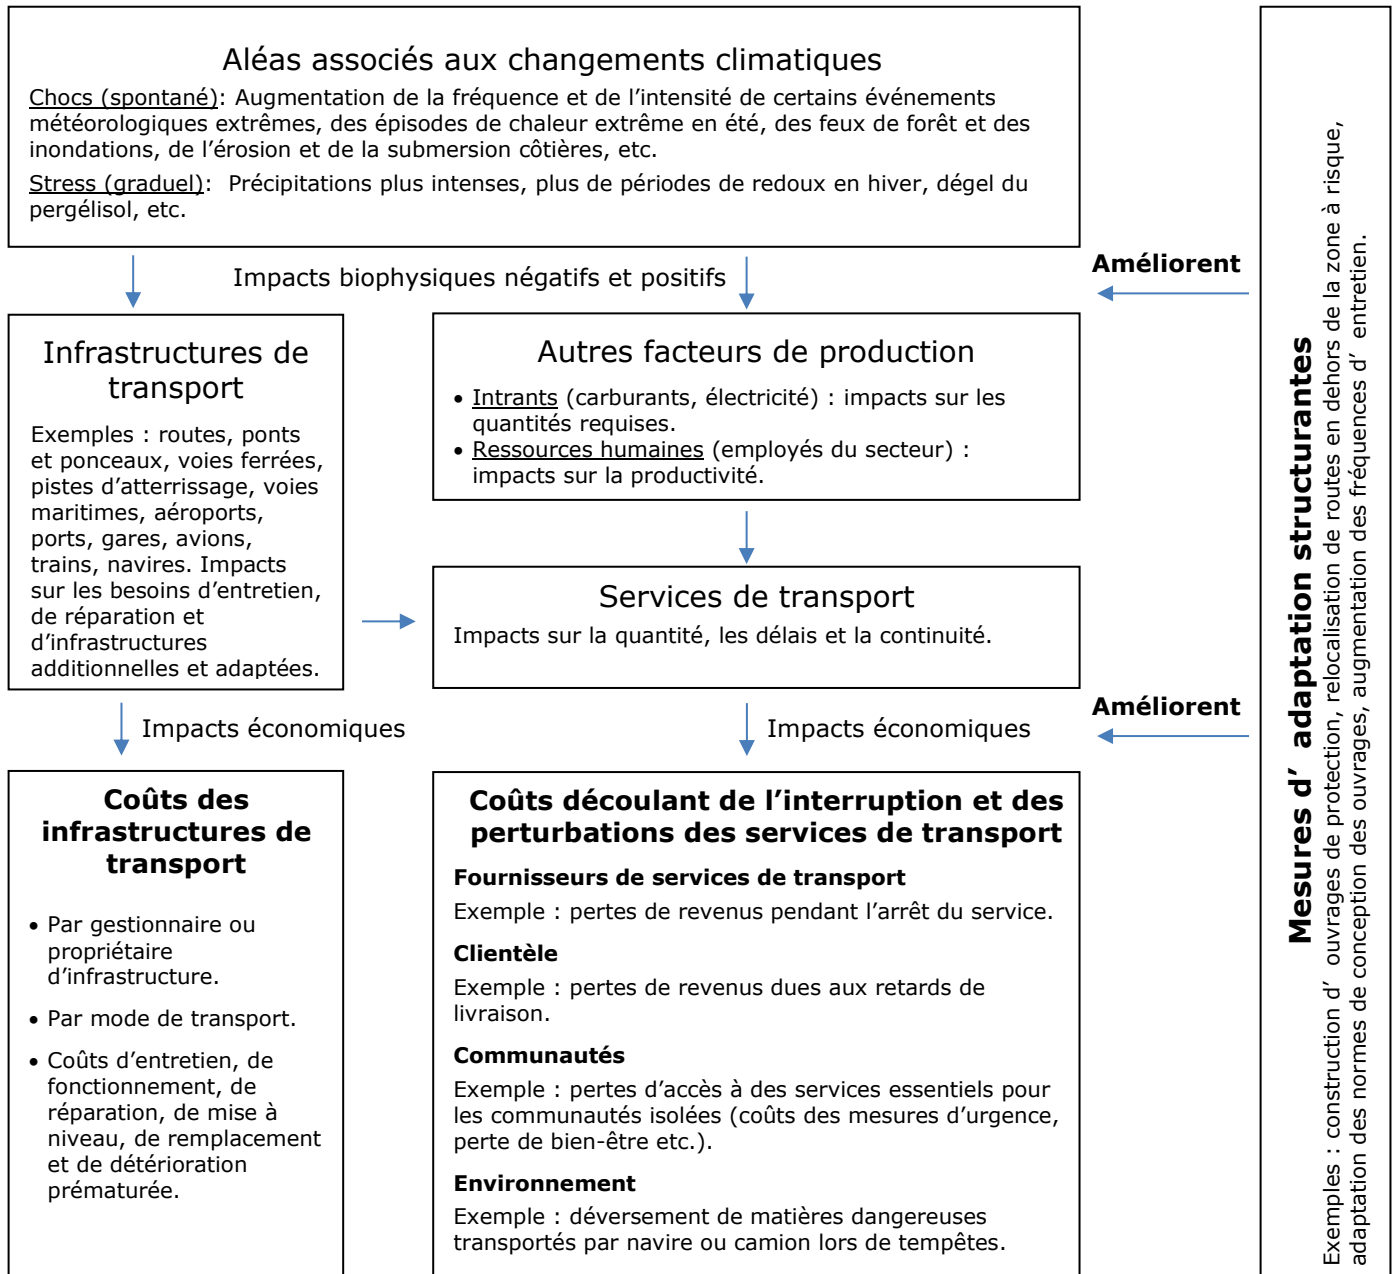 Aléas associés aux changements climatiques
Chocs (spontané): Augmentation de la fréquence et de l’intensité de certains événements
météorologiques extrêmes, des épisodes de chaleur extrême en été, des feux de forêt et des
inondations, de l’érosion et de la submersion côtières, etc.
Stress (graduel):  Précipitations plus intenses, plus de périodes de redoux en hiver, dégel du
pergélisol, etc.
Impacts biophysiques négatifs et positifs
Améliorent
Infrastructures de
transport
Exemples : routes, ponts
et ponceaux, voies ferrées,
pistes d’atterrissage, voies
maritimes, aéroports,
ports, gares, avions,
trains, navires. Impacts
sur les besoins d’entretien,
de réparation et
d’infrastructures
additionnelles et adaptées.
Autres facteurs de production
• Intrants (carburants, électricité) : impacts sur les
quantités requises.
• Ressources humaines (employés du secteur) :
impacts sur la productivité.
Services de transport
Impacts sur la quantité, les délais et la continuité.
Impacts économiques
Impacts économiques
Améliorent
Coûts des
infrastructures de
transport
• Par gestionnaire ou
propriétaire
d’infrastructure.
• Par mode de transport.
• Coûts d’entretien, de
fonctionnement, de
réparation, de mise à
niveau, de remplacement
et de détérioration
prématurée.
Coûts découlant de l’interruption et des
perturbations des services de transport
Fournisseurs de services de transport
Exemple : pertes de revenus pendant l’arrêt du service.
Clientèle
Exemple : pertes de revenus dues aux retards de
livraison.
Communautés
Exemple : pertes d’accès à des services essentiels pour
les communautés isolées (coûts des mesures d’urgence,
perte de bien-être etc.).
Environnement
Exemple : déversement de matières dangereuses
transportés par navire ou camion lors de tempêtes.
Mesures d’ adaptation structurantes
Exemples : construction d’ ouvrages de protection, relocalisation de routes en dehors de la zone à risque,
adaptation des normes de conception des ouvrages, augmentation des fréquences d’ entretien.